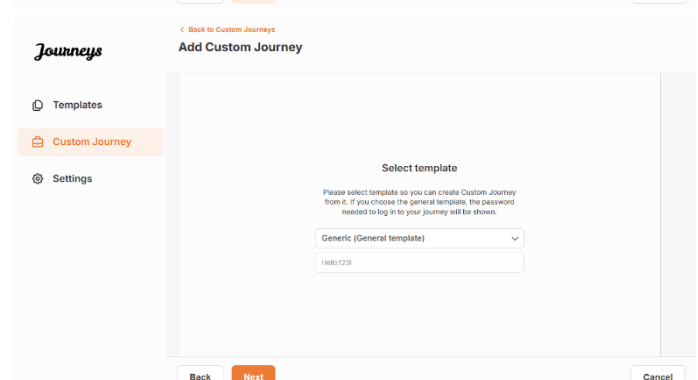 Back to Custom Journeys
Journeys
Add Custom Journey
Templates
Custom Journey
Settings
Select template
Please select template so you can create Custom Journey
from it. If you choose the general template, the password
needed to log in to your journey will be shown.
Generic (General template)
Hello123!
Back
Next
Cancel